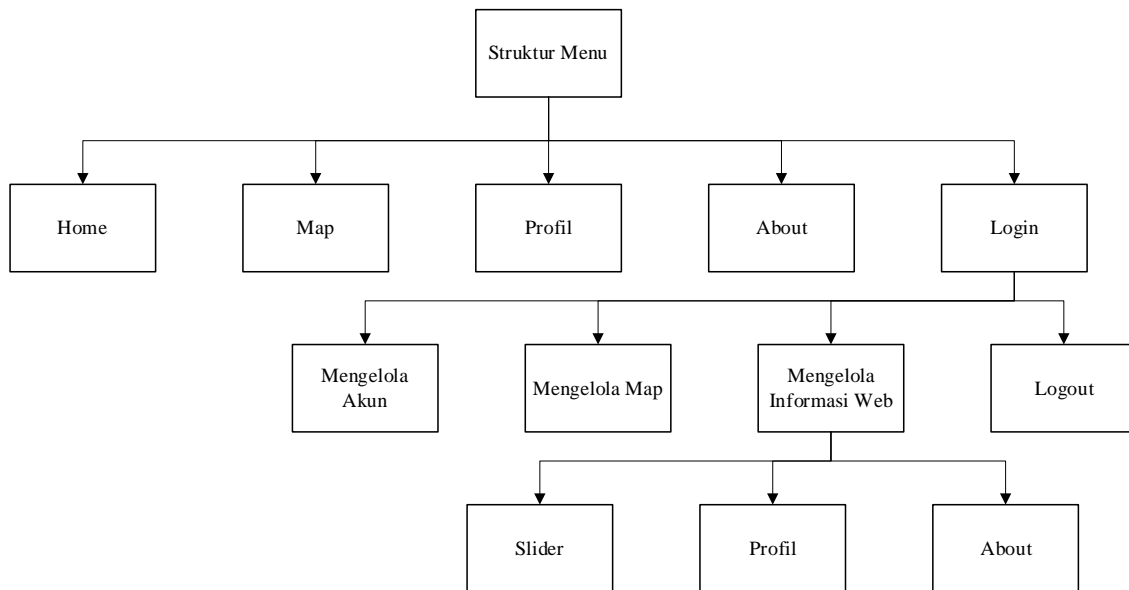 Struktur Menu
Home
Map
Profil
About
Login
Mengelola
Akun
Mengelola Map
Mengelola
Informasi Web
Logout
Slider
Profil
About